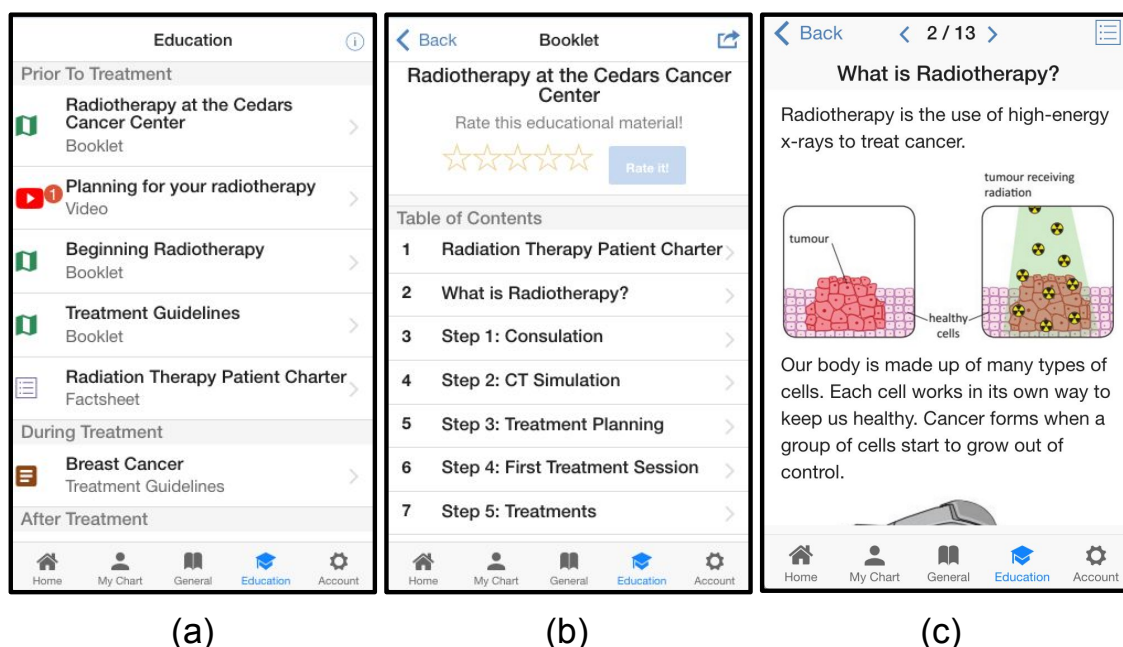 Education
Prior To Treatment
Radiotherapy at the Cedars
Cancer Center
Booklet
1
Planning for your radiotherapy
Video
Beginning Radiotherapy
Booklet
Treatment Guidelines
Booklet
Radiation Therapy Patient Charter
Factsheet
During Treatment
Breast Cancer
Treatment Guidelines
After Treatment
Home My Chart General Education Account
(a)
Back Booklet
Radiotherapy at the Cedars Cancer
Center
Rate this educational material!
Rate it!
Table of Contents
1 Radiation Therapy Patient Charter
2 What is Radiotherapy?
3 Step 1: Consulation
4 Step 2: CT Simulation
5 Step 3: Treatment Planning
6 Step 4: First Treatment Session
7 Step 5: Treatments
Home My Chart General Education Account
(b)
Back 2 / 13
What is Radiotherapy?
Radiotherapy is the use of high-energy
x-rays to treat cancer.
tumour receiving
radiation
tumour
healthy
cells
Our body is made up of many types of
cells. Each cell works in its own way to
keep us healthy. Cancer forms when a
group of cells start to grow out of
control.
Home My Chart General Education Account
(c)